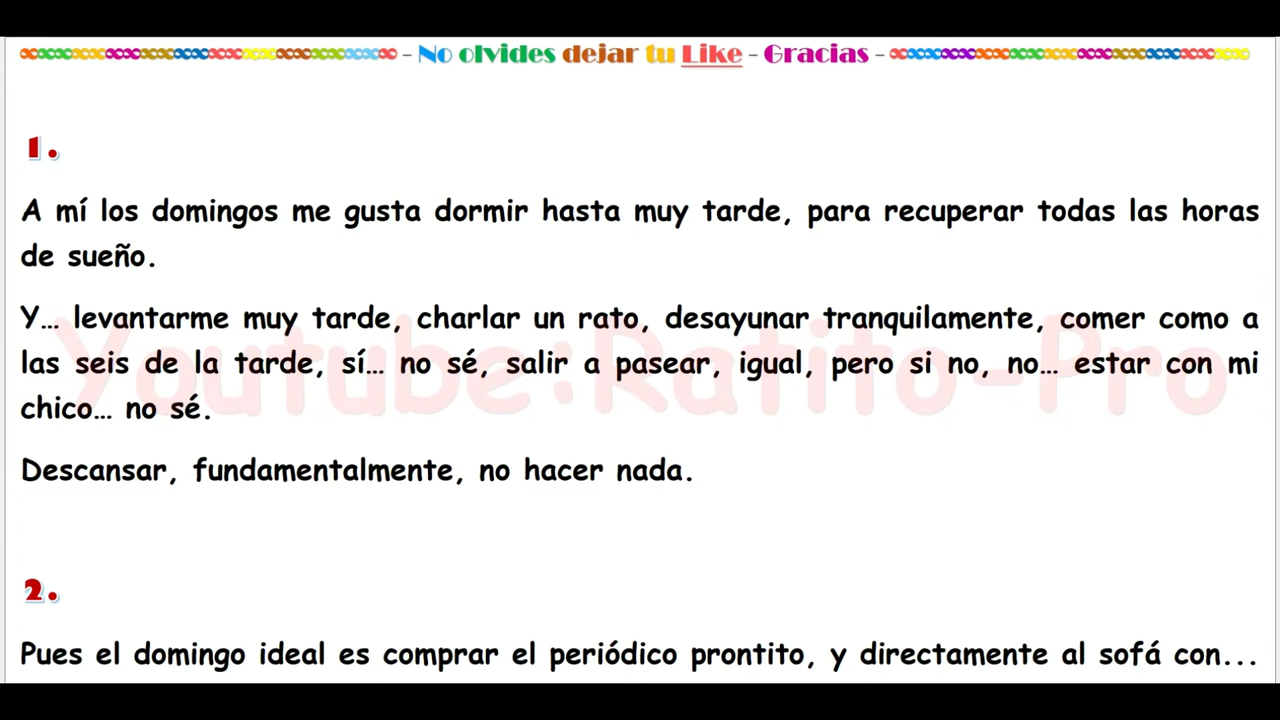 - No olvides dejar tu Like - Gracias -
1.
A mí los domingos me gusta dormir hasta muy tarde, para recuperar todas las horas
de sueño.
Y… levantarme muy tarde, charlar un rato, desayunar tranquilamente, comer como a
las seis de la tarde, sí… no sé, salir a pasear, igual, pero si no, no… estar con mi
chico… no sé.
Youtube:Ratito-Pro
Descansar, fundamentalmente, no hacer nada.
2.
Pues el domingo ideal es comprar el periódico prontito, y directamente al sofá con...